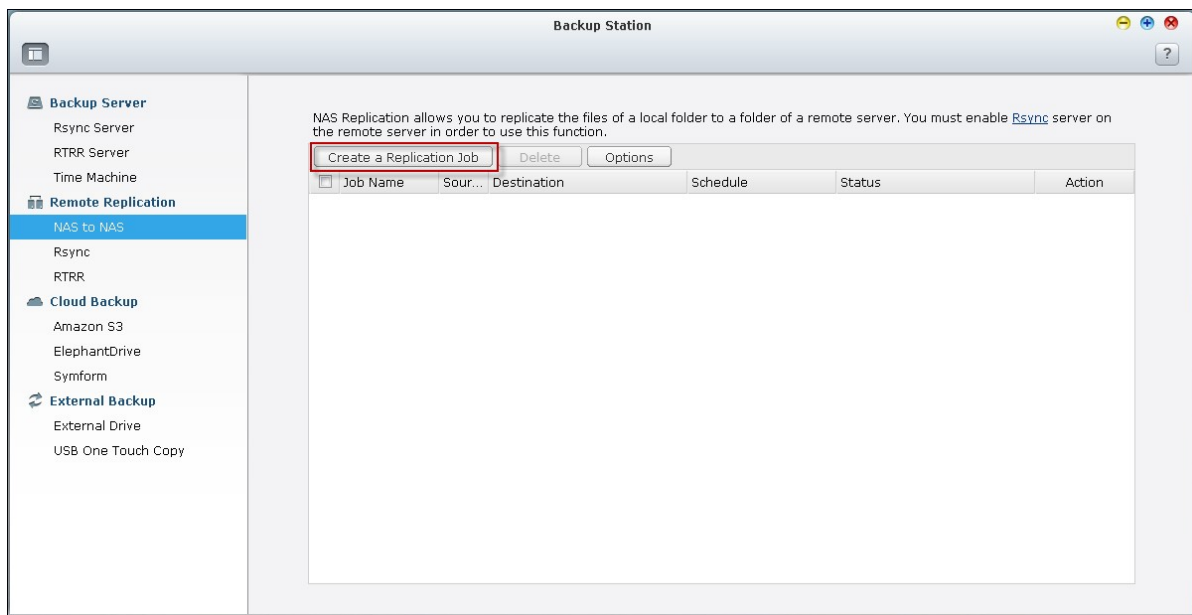 Backup Station
?
Backup Server
Rsync Server
RTRR Server
Time Machine
Remote Replication
NAS to NAS
Rsync
RTRR
Cloud Backup
Amazon S3
ElephantDrive
Symform
External Backup
External Drive
USB One Touch Copy
NAS Replication allows you to replicate the files of a local folder to a folder of a remote server. You must enable Rsync server on
the remote server in order to use this function.
Create a Replication Job Delete Options
Job Name Sour... Destination Schedule Status Action